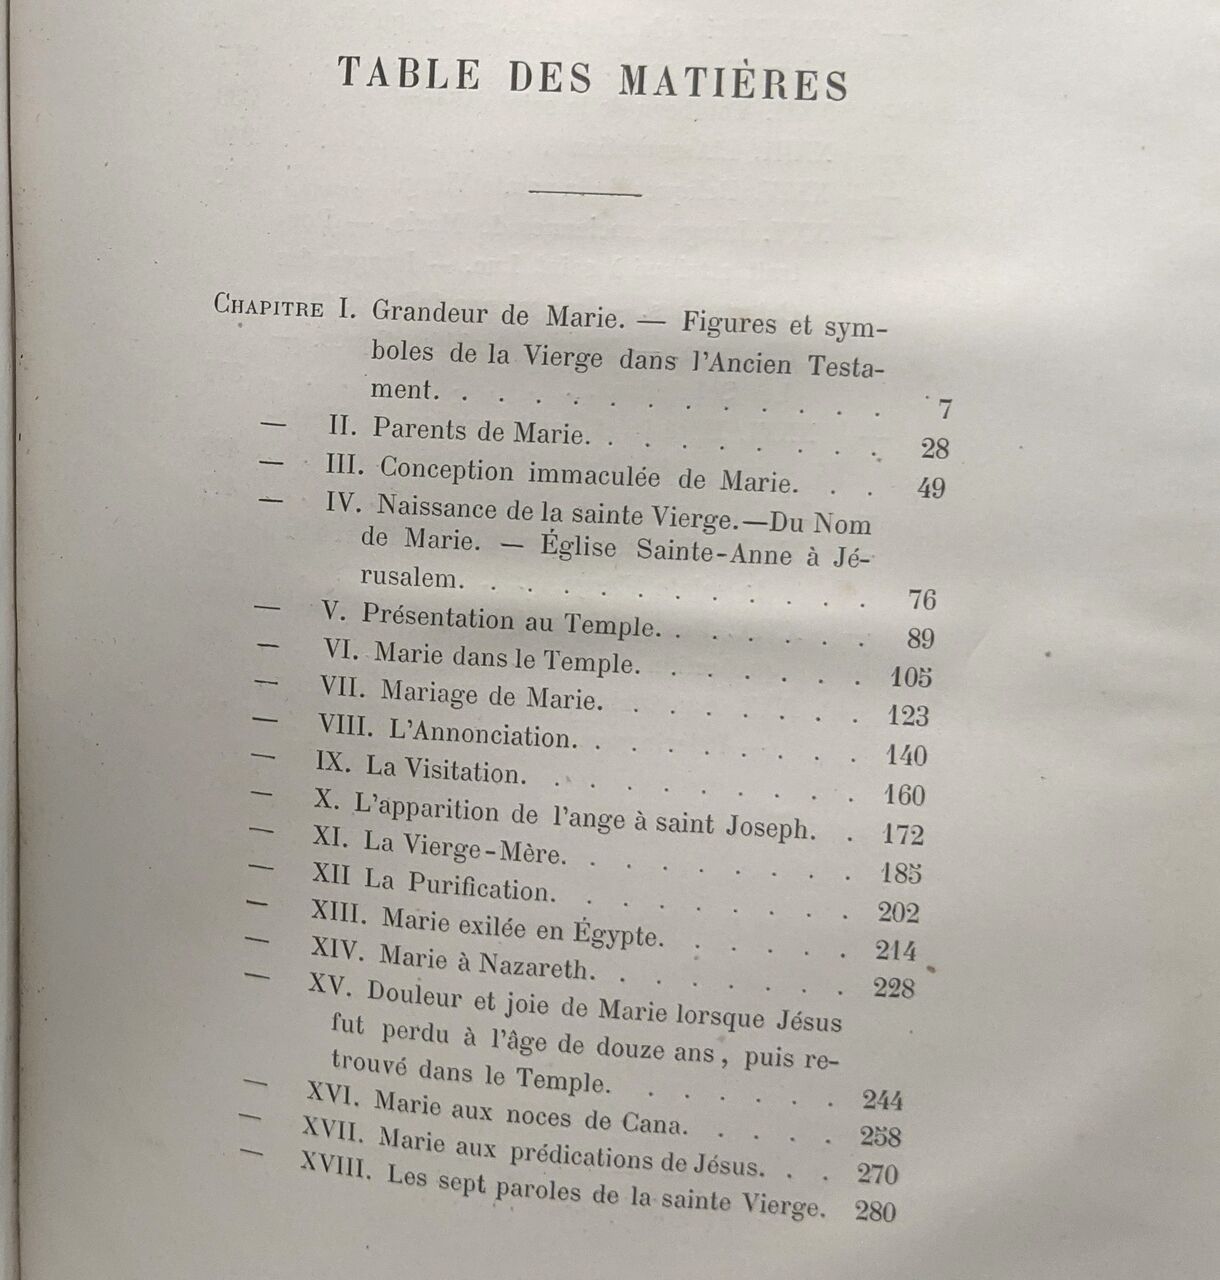 TABLE DES MATIÈRES
CHAPITRE I. Grandeur de Marie. — Figures et sym-
boles de la Vierge dans l'Ancien Testa-
ment. . . . . . . . . . . . . 7
— II. Parents de Marie. . . . . . . . . 28
— III. Conception immaculée de Marie. . . 49
— IV. Naissance de la sainte Vierge.—Du Nom
de Marie. — Église Sainte-Anne à Jé-
rusalem. . . . . . . . . . . . 76
— V. Présentation au Temple. . . . . . . 89
— VI. Marie dans le Temple. . . . . . . 105
— VII. Mariage de Marie. . . . . . . . 123
— VIII. L'Annonciation. . . . . . . . . 140
— IX. La Visitation. . . . . . . . . . 160
— X. L'apparition de l'ange à saint Joseph. . 172
— XI. La Vierge-Mère. . . . . . . . . 185
— XII La Purification. . . . . . . . . 202
— XIII. Marie exilée en Égypte. . . . . . 214
— XIV. Marie à Nazareth. . . . . . . . 228
— XV. Douleur et joie de Marie lorsque Jésus
fut perdu à l'âge de douze ans, puis re-
trouvé dans le Temple. . . . . . . 244
— XVI. Marie aux noces de Cana. . . . . 258
— XVII. Marie aux prédications de Jésus. . . 270
— XVIII. Les sept paroles de la sainte Vierge. 280